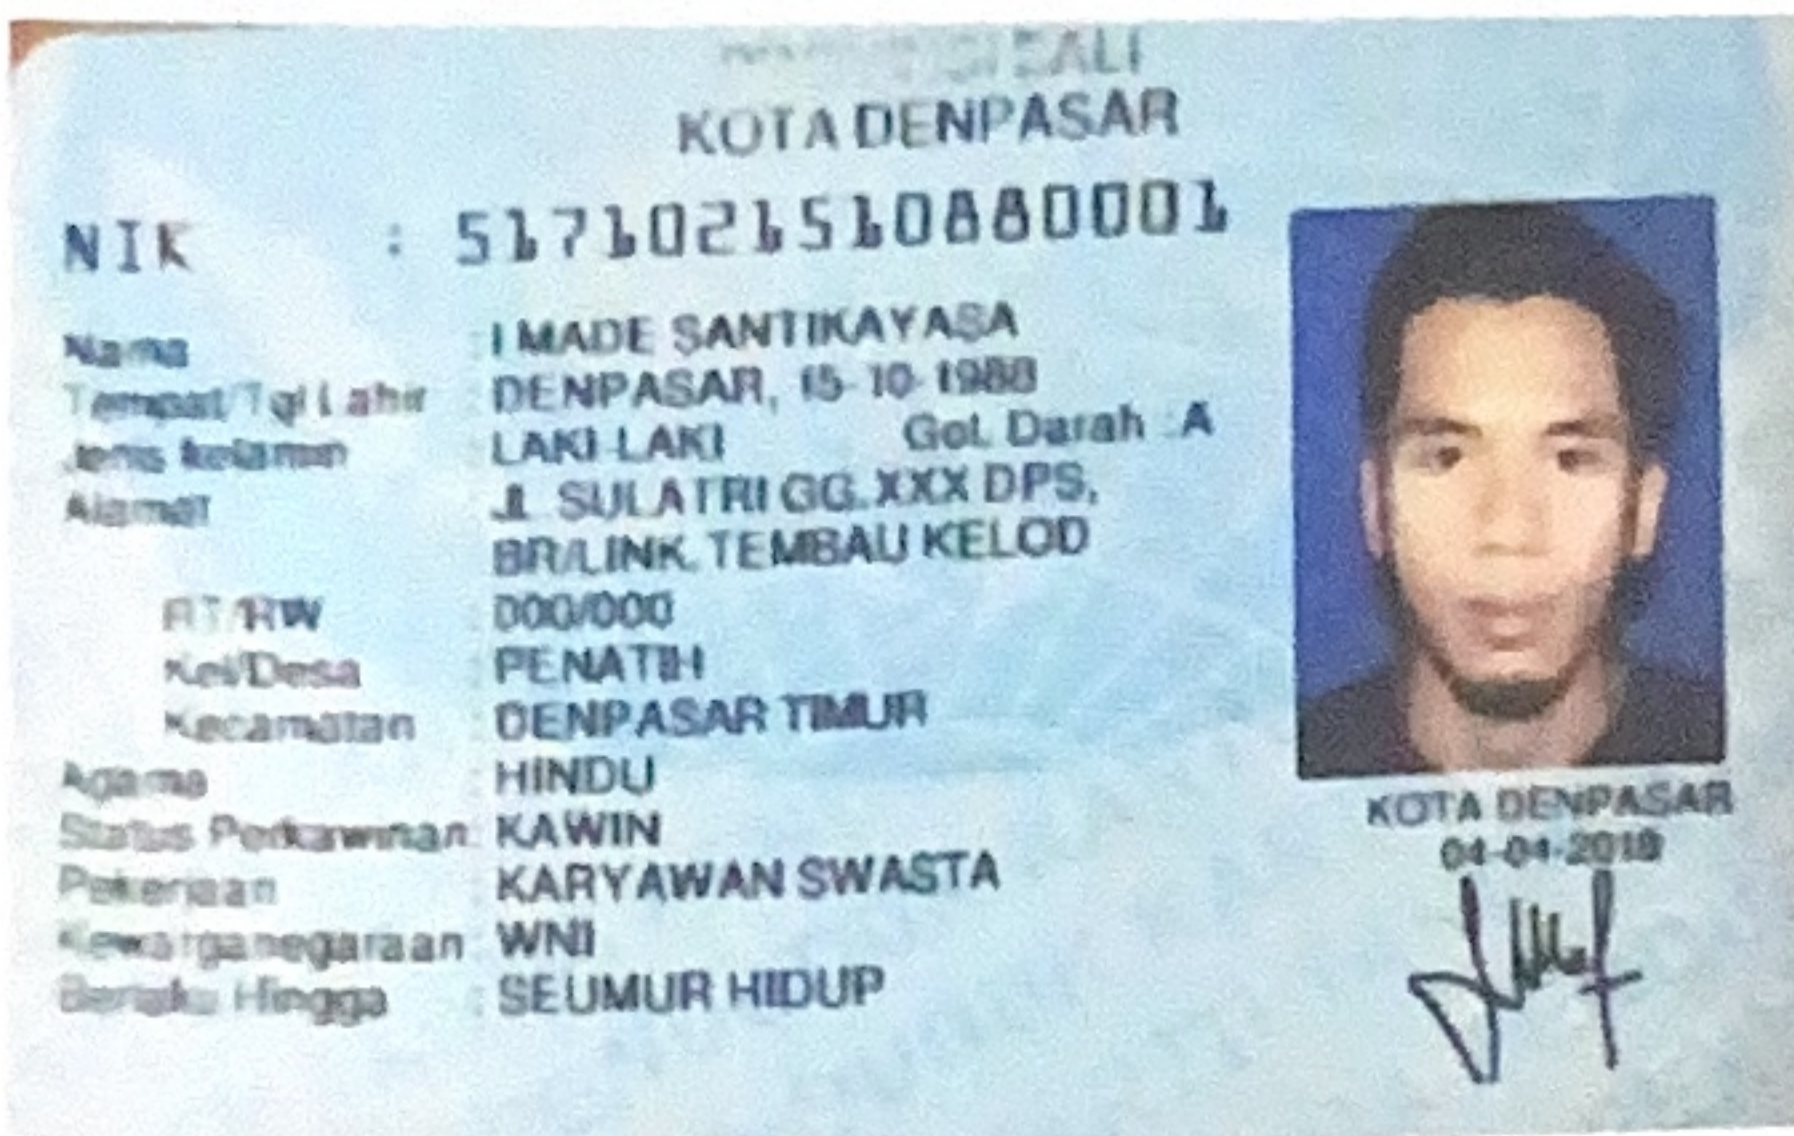 PROVINSI BALI
KOTA DENPASAR
NIK : 5171021510880001
Nama : I MADE SANTIKAYASA
Tempat/Tgl Lahir : DENPASAR, 15-10-1988
Jenis kelamin : LAKI-LAKI Gol. Darah : A
Alamat : JL SULATRI GG.XXX DPS,
BR/LINK. TEMBAU KELOD
RT/RW : 000/000
Kel/Desa : PENATIH
Kecamatan : DENPASAR TIMUR
Agama : HINDU
Status Perkawinan: KAWIN
Pekerjaan : KARYAWAN SWASTA
Kewarganegaraan: WNI
Berlaku Hingga : SEUMUR HIDUP
KOTA DENPASAR
04-04-2018